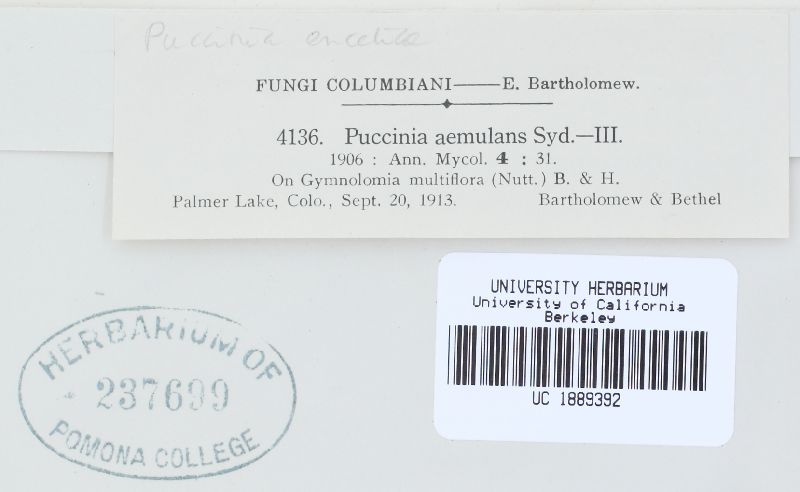 Puccinia
FUNGI COLUMBIANI——E. Bartholomew.
4136. Puccinia aemulans Syd.—III.
1906 : Ann. Mycol. 4 : 31.
On Gymnolomia multiflora (Nutt.) B. & H.
Palmer Lake, Colo., Sept. 20, 1913. Bartholomew & Bethel
UNIVERSITY HERBARIUM
University of California
Berkeley
UC 1889392
HERBARIUM OF
237699
POMONA COLLEGE